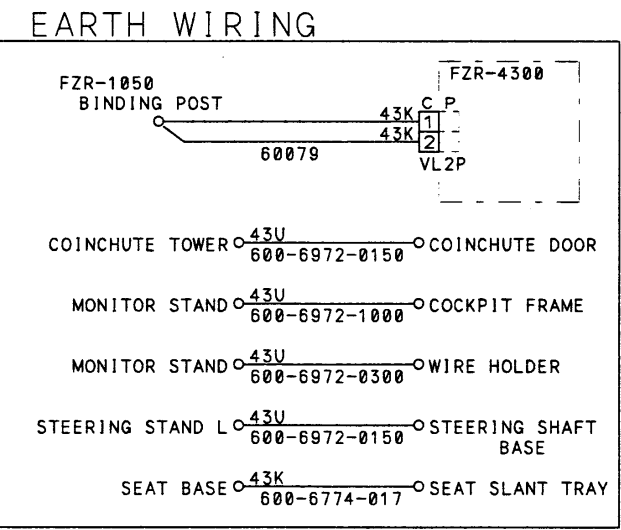 EARTH WIRING
FZR-4300
FZR-1050
BINDING POST
C P
43K 1
43K 2
60079
VL2P
COINCHUTE TOWER 43U COINCHUTE DOOR
600-6972-0150
MONITOR STAND 43U COCKPIT FRAME
600-6972-1000
MONITOR STAND 43U WIRE HOLDER
600-6972-0300
STEERING STAND L 43U STEERING SHAFT
600-6972-0150 BASE
SEAT BASE 43K SEAT SLANT TRAY
600-6774-017